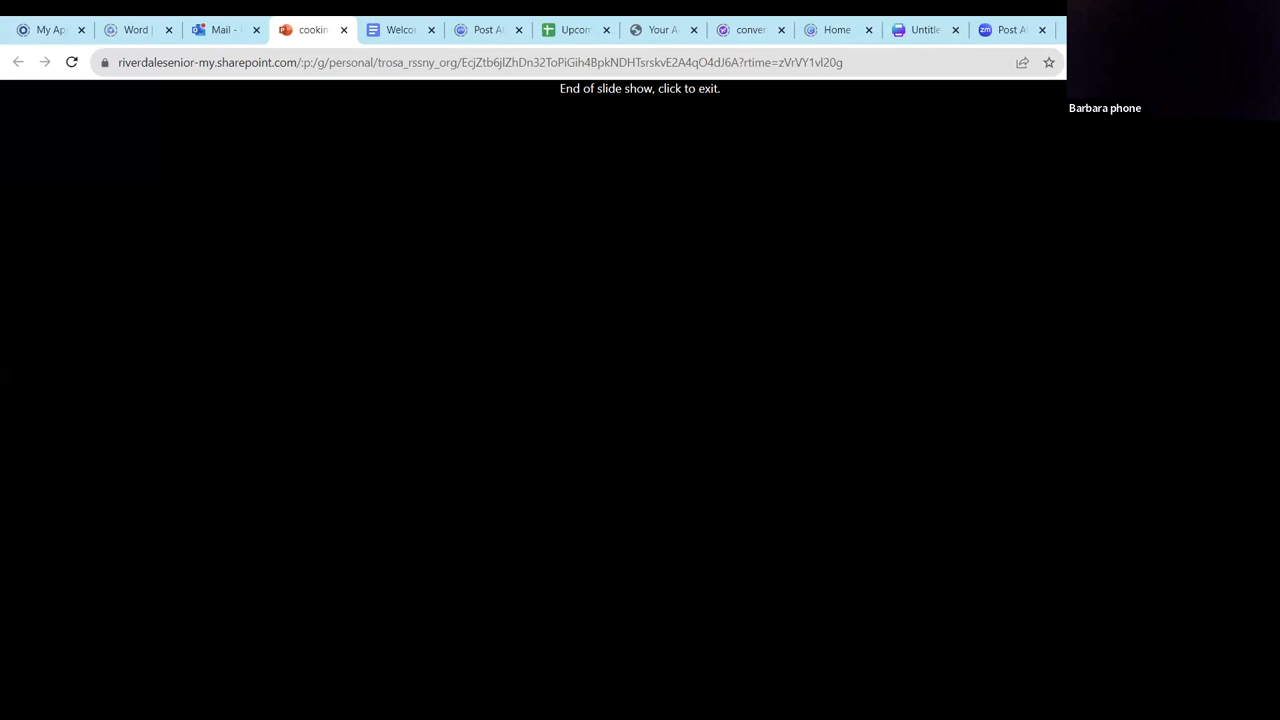 My Ap
Word
Mail -
cookin
Welco
Post A
Upcom
Your A
conver
Home
Untitle
Post A
riverdalesenior-my.sharepoint.com/:p:/g/personal/trosa_rssny_org/EcjZtb6jlZhDn32ToPiGih4BpkNDHTsrskvE2A4qO4dJ6A?rtime=zVrVY1vl20g
End of slide show, click to exit.
Barbara phone